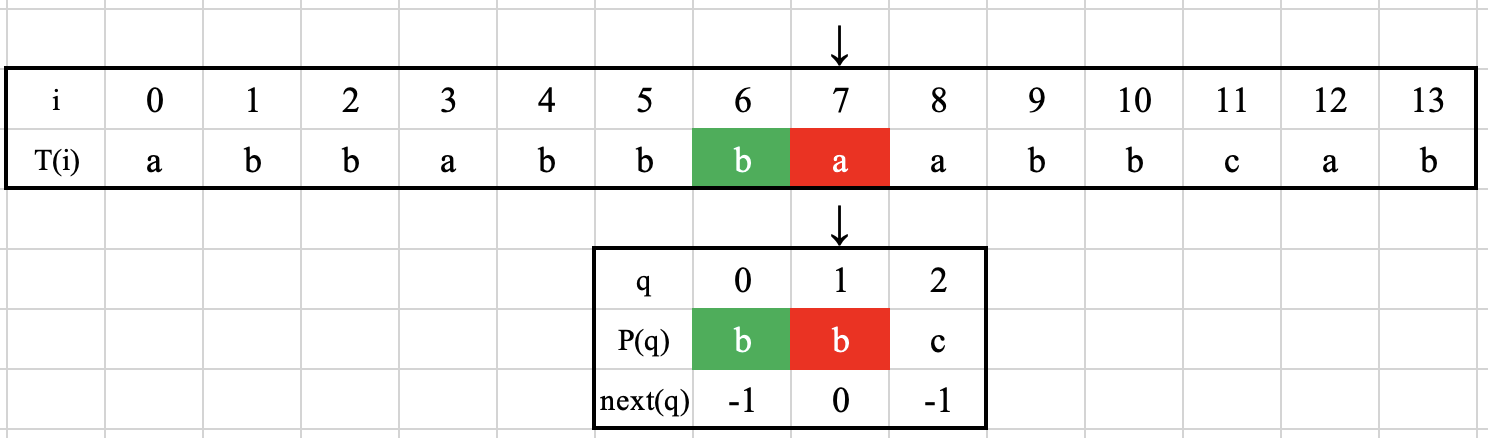 ↓
i 0 1 2 3 4 5 6 7 8 9 10 11 12 13
T(i) a b b a b b b a a b b c a b
↓
q 0 1 2
P(q) b b c
next(q) -1 0 -1